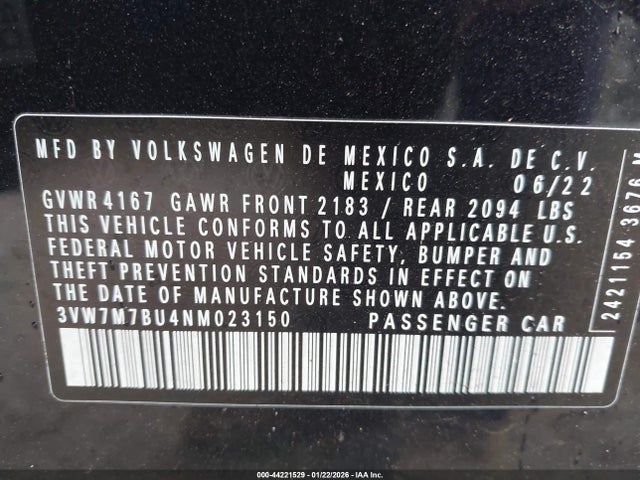 MFD BY VOLKSWAGEN DE MEXICO S.A. DE C.V.
MEXICO 06/22
GVWR 4167 GAWR FRONT 2183 / REAR 2094 LBS
THIS VEHICLE CONFORMS TO ALL APPLICABLE U.S.
FEDERAL MOTOR VEHICLE SAFETY, BUMPER AND
THEFT PREVENTION STANDARDS IN EFFECT ON
THE DATE OF MANUFACTURE SHOWN ABOVE.
3VW7M7BU4NM023150 PASSENGER CAR
2421154 3076 M
000-44221529 - 01/22/2026 - IAA Inc.